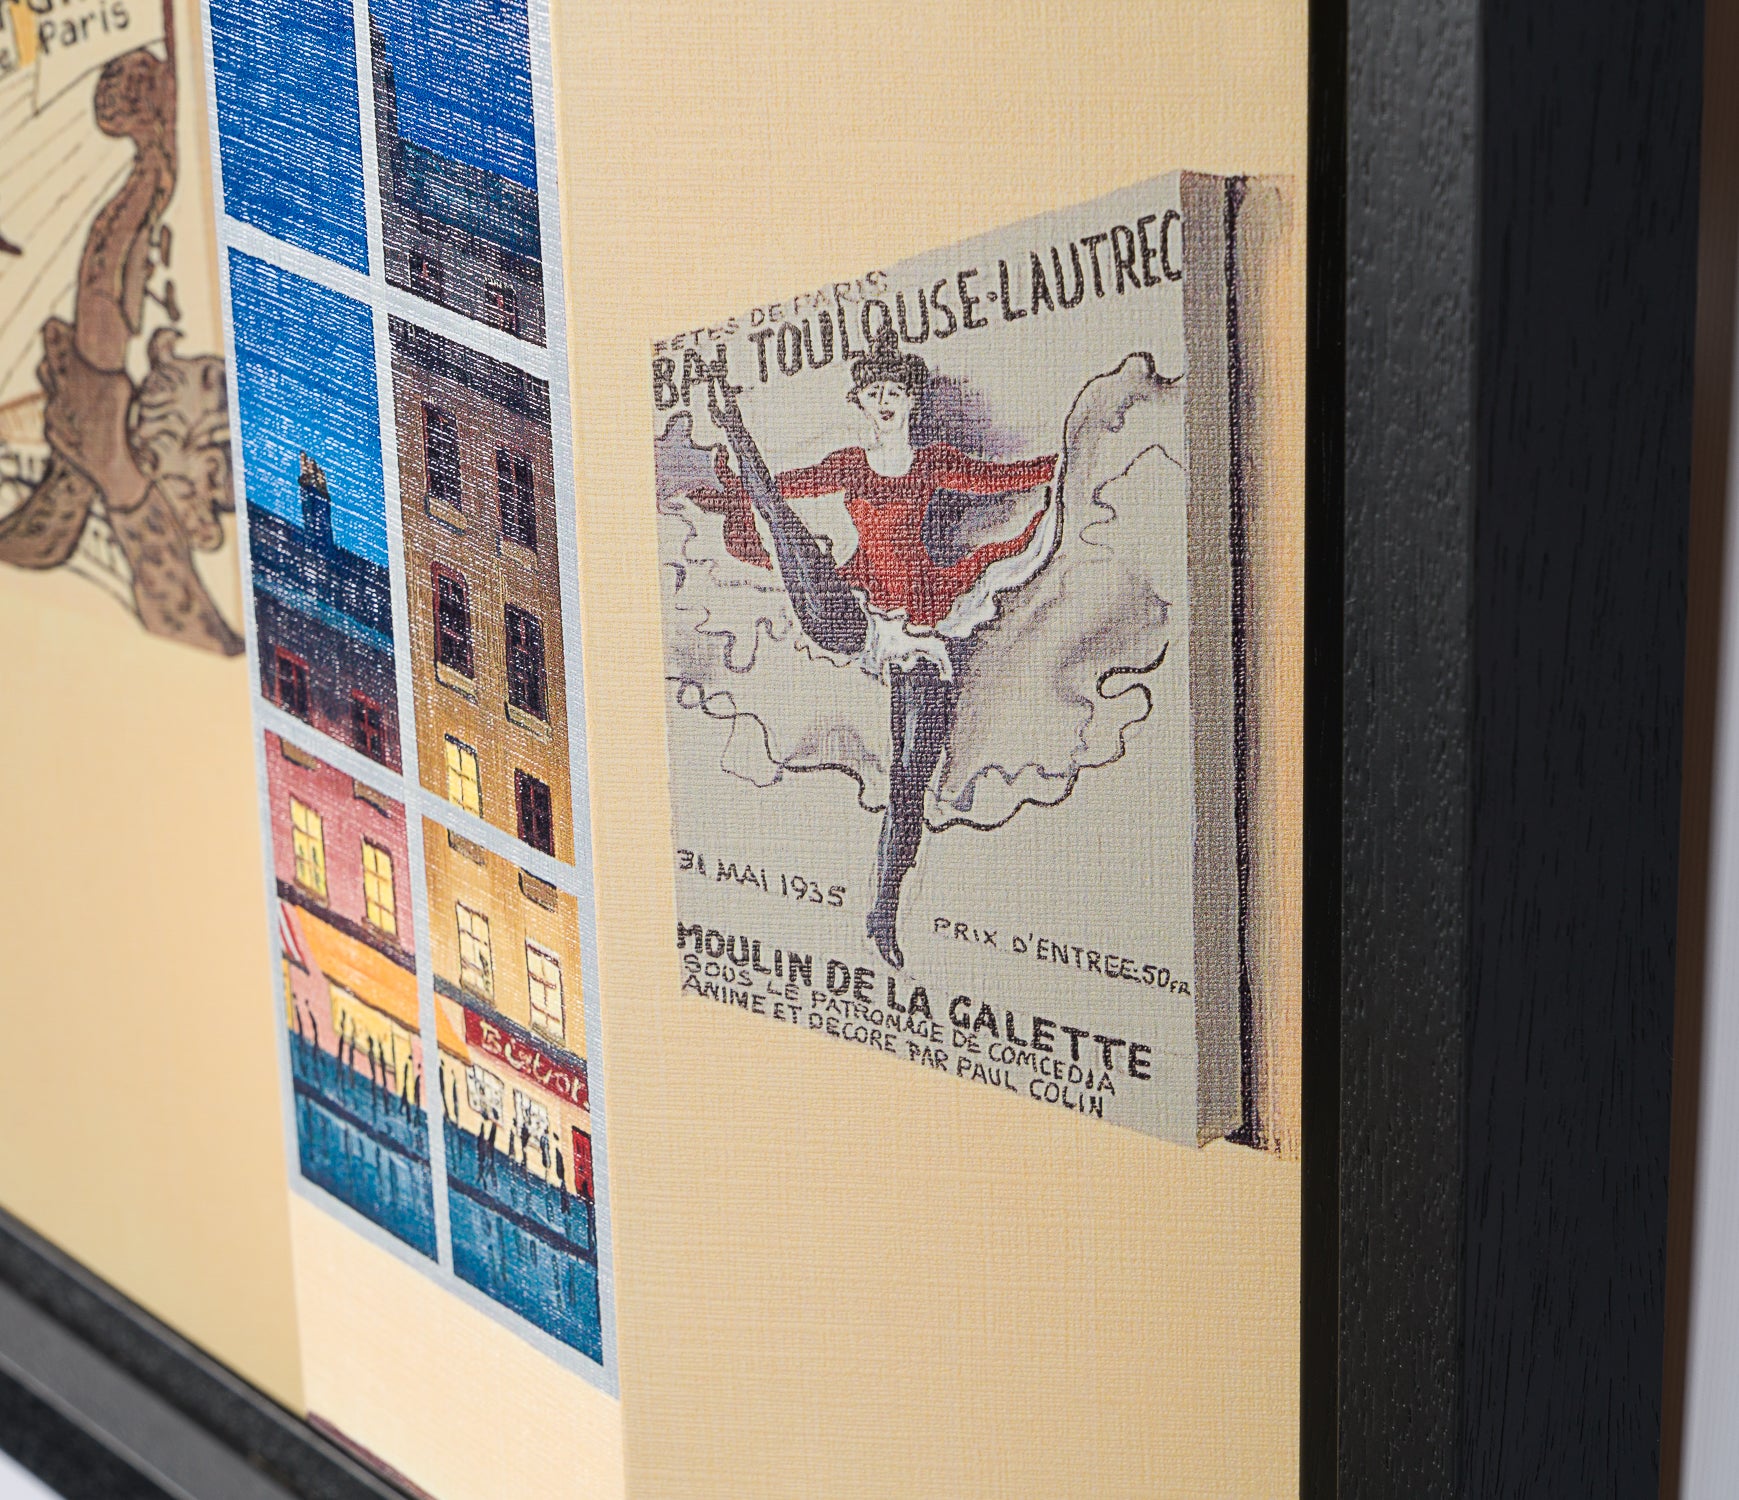 Paris
FETES DE PARIS
BAL TOULOUSE-LAUTREC
31 MAI 1935
PRIX D'ENTREE:50FR
MOULIN DE LA GALETTE
SOUS LE PATRONAGE DE COMCEDJA
ANIME ET DECORE PAR PAUL COLIN